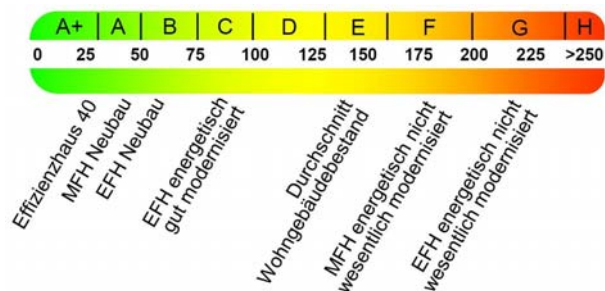 A+ A B C D E F G H
0 25 50 75 100 125 150 175 200 225 >250
Effizienzhaus 40
MFH Neubau
EFH Neubau
EFH energetisch
gut modernisiert
Durchschnitt
Wohngebäudebestand
MFH energetisch nicht
wesentlich modernisiert
EFH energetisch nicht
wesentlich modernisiert